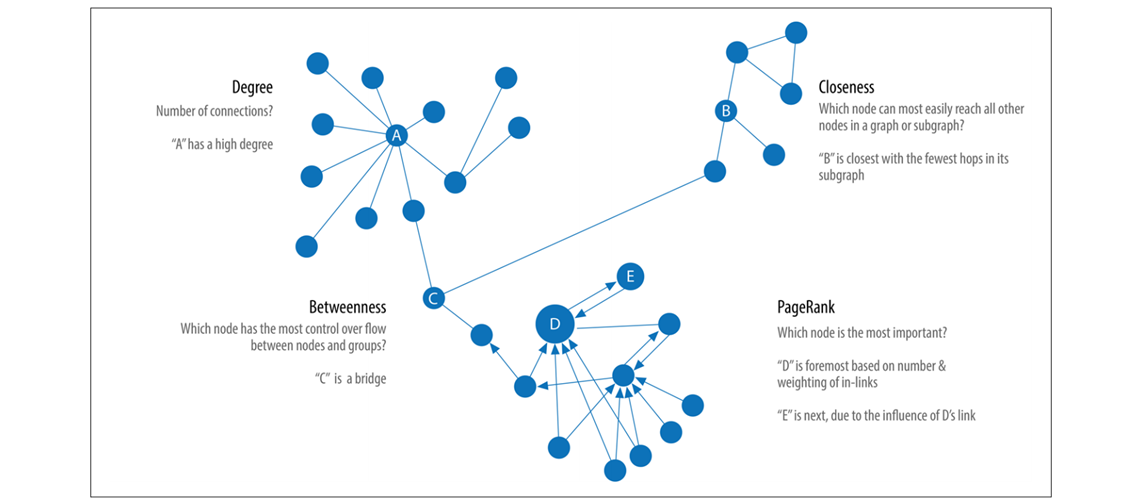 Degree
Number of connections?
“A” has a high degree
A
B
Closeness
Which node can most easily reach all other
nodes in a graph or subgraph?
“B” is closest with the fewest hops in its
subgraph
C
Betweenness
Which node has the most control over flow
between nodes and groups?
“C” is a bridge
E
D
PageRank
Which node is the most important?
“D” is foremost based on number &
weighting of in-links
“E” is next, due to the influence of D’s link